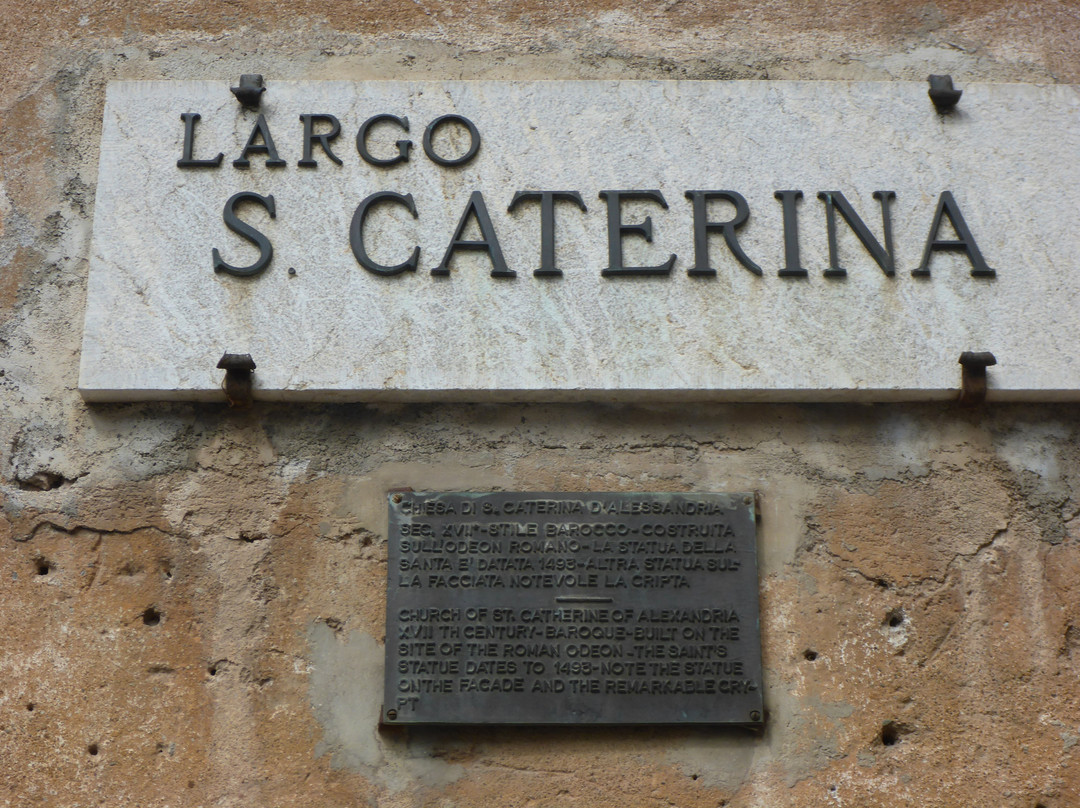 LARGO
S CATERINA
CHIESA DI S. CATERINA D'ALESSANDRIA
SEC. XVII°-STILE BAROCCO-COSTRUITA
SULL'ODEON ROMANO-LA STATUA DELLA
SANTA E' DATATA 1493-ALTRA STATUA SUL-
LA FACCIATA NOTEVOLE LA CRIPTA
CHURCH OF ST. CATHERINE OF ALEXANDRIA
XVII TH CENTURY-BAROQUE-BUILT ON THE
SITE OF THE ROMAN ODEON-THE SAINT'S
STATUE DATES TO 1493-NOTE THE STATUE
ON THE FACADE AND THE REMARKABLE CRY-
PT